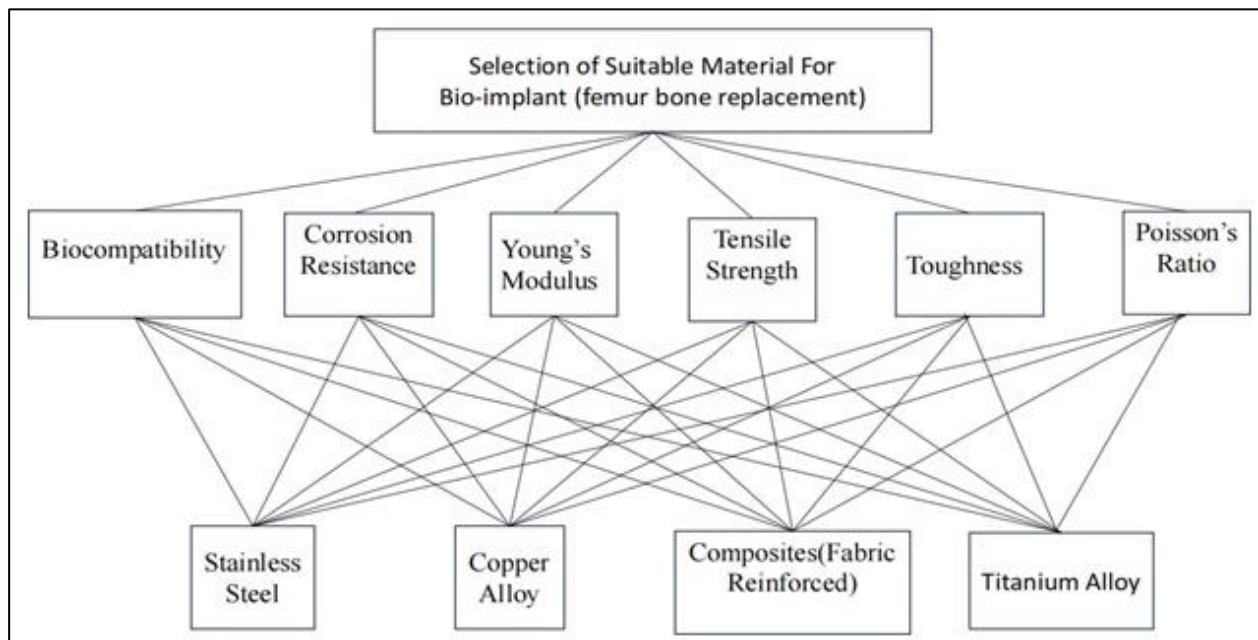 Selection of Suitable Material For
Bio-implant (femur bone replacement)
Biocompatibility
Corrosion
Resistance
Young's
Modulus
Tensile
Strength
Toughness
Poisson's
Ratio
Stainless
Steel
Copper
Alloy
Composites(Fabric
Reinforced)
Titanium Alloy